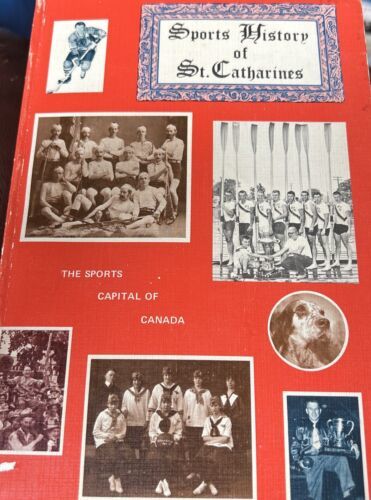 Sports History
of
St. Catharines
THE SPORTS
CAPITAL OF
CANADA